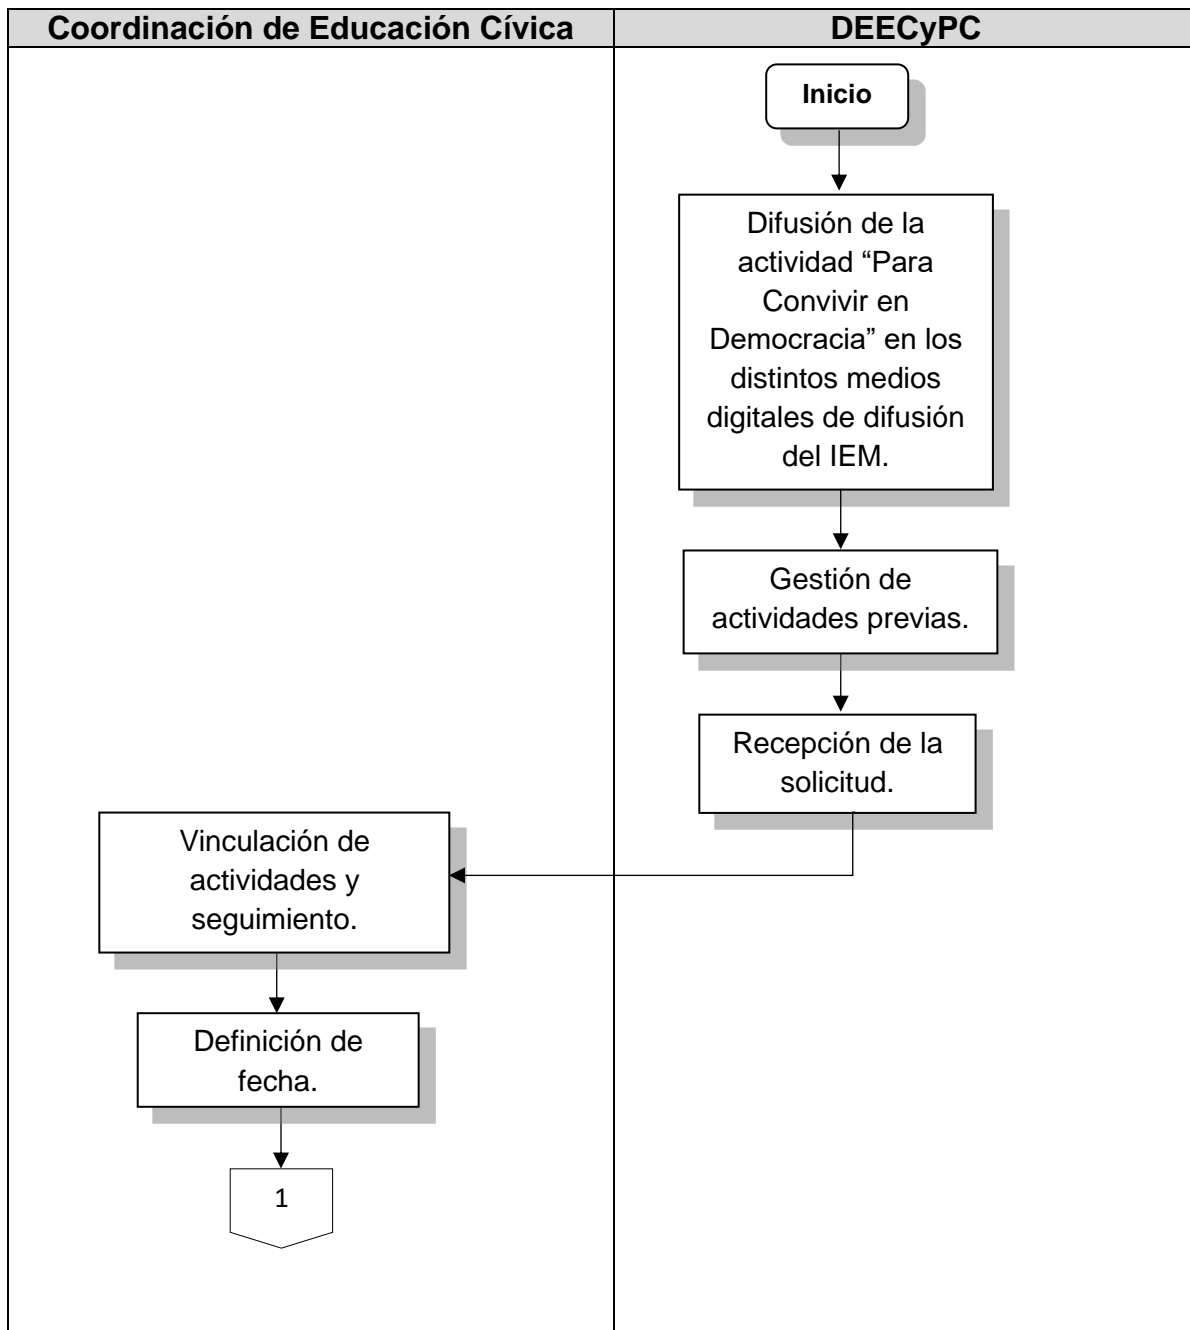 Coordinación de Educación Cívica
DEECyPC
Inicio
Difusión de la
actividad “Para
Convivir en
Democracia” en los
distintos medios
digitales de difusión
del IEM.
Gestión de
actividades previas.
Recepción de la
solicitud.
Vinculación de
actividades y
seguimiento.
Definición de
fecha.
1